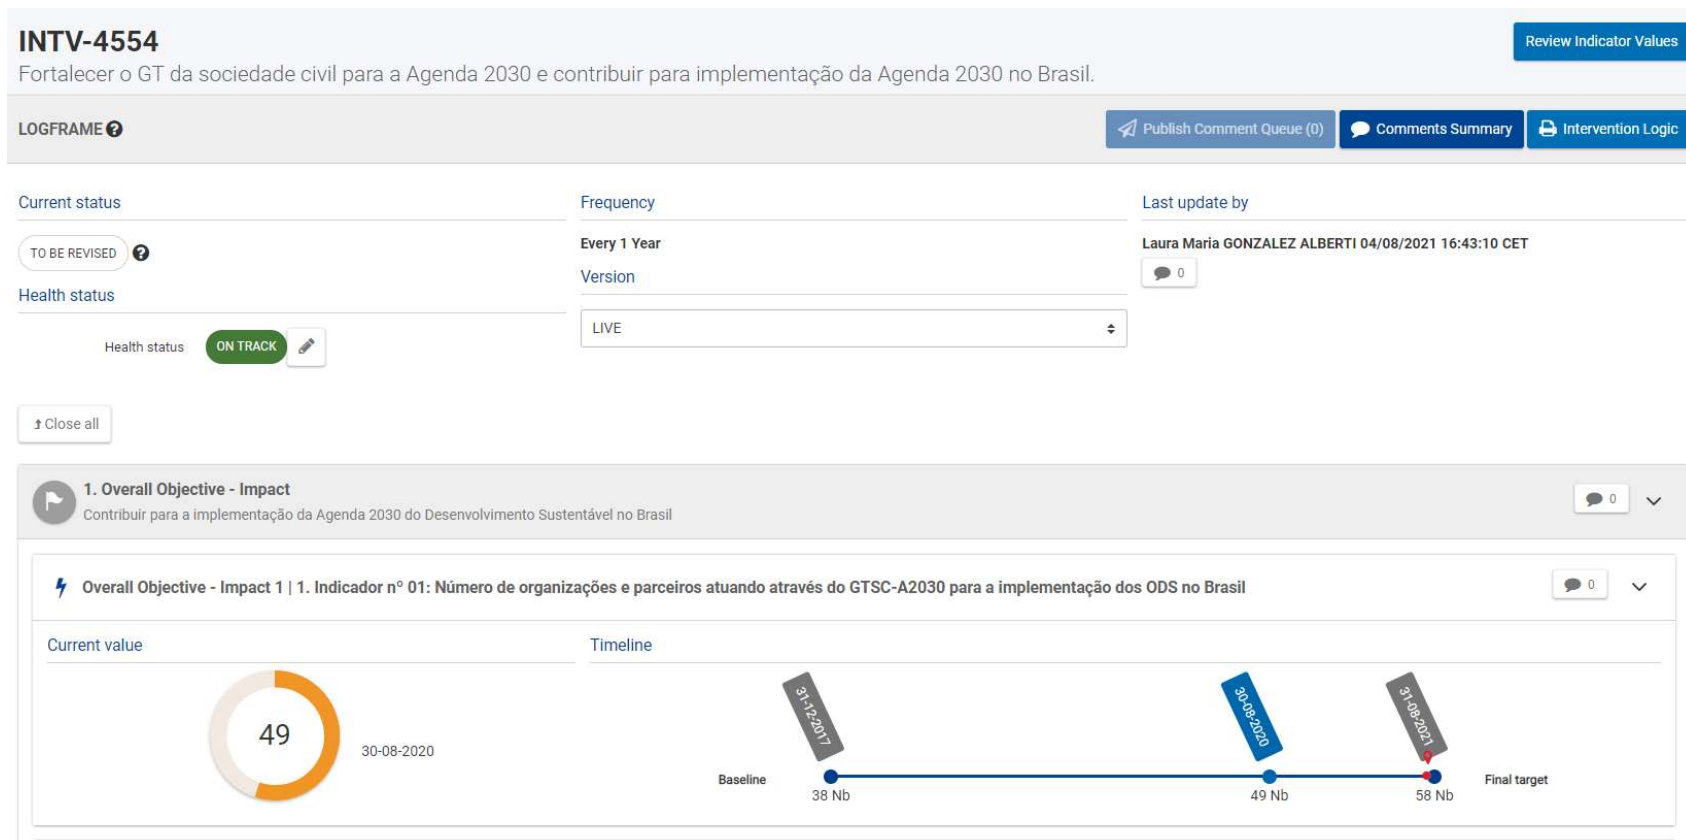 INTV-4554
Review Indicator Values
Fortalecer o GT da sociedade civil para a Agenda 2030 e contribuir para implementação da Agenda 2030 no Brasil.
LOGFRAME ?
Publish Comment Queue (0)
Comments Summary
Intervention Logic
Current status
Frequency
Last update by
TO BE REVISED ?
Every 1 Year
Laura Maria GONZALEZ ALBERTI 04/08/2021 16:43:10 CET
0
Version
Health status
LIVE
Health status
ON TRACK
Close all
1. Overall Objective - Impact
0
Contribuir para a implementação da Agenda 2030 do Desenvolvimento Sustentável no Brasil
Overall Objective - Impact 1 | 1. Indicador nº 01: Número de organizações e parceiros atuando através do GTSC-A2030 para a implementação dos ODS no Brasil
0
Current value
Timeline
49
30-08-2020
31-12-2017
30-08-2020
31-08-2021
Baseline
Final target
38 Nb
49 Nb
58 Nb